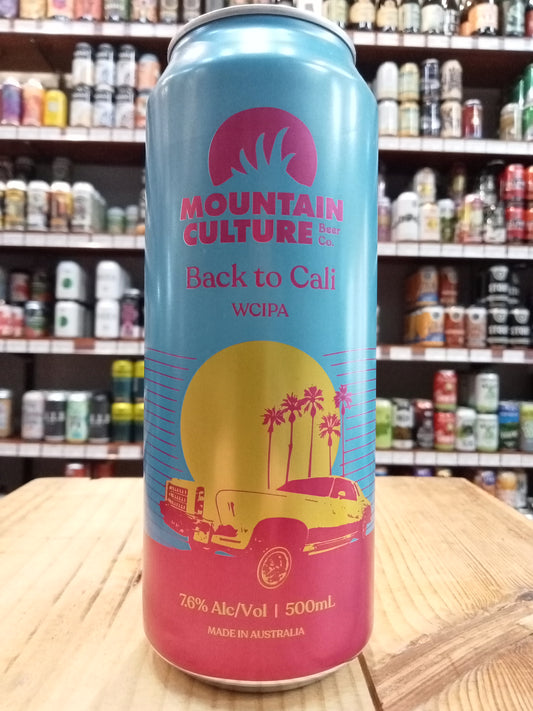 MOUNTAIN
CULTURE Beer Co.
Back to Cali
WCIPA
7.6% Alc/Vol | 500mL
MADE IN AUSTRALIA